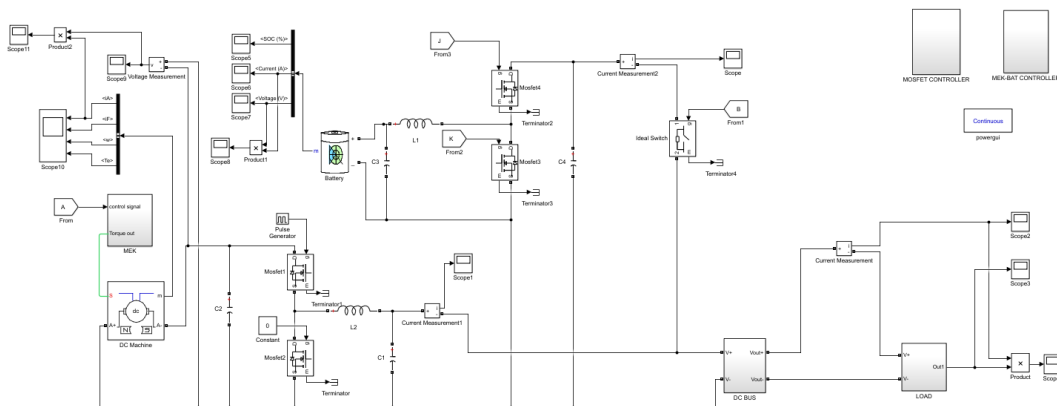 Scope11
Product2
Scope9
Voltage Measurement
<iA>
<iF>
<w>
<Te>
Scope10
A
From
control signal
Torque out
MEK
dc
m
A+
A-
DC Machine
<SOC (%)>
Scope5
<Current (A)>
Scope6
<Voltage (V)>
Scope7
Scope8
Product1
m
+
−
Battery
C3
L1
J
From3
Mosfet4
Terminator2
K
From2
Mosfet3
Terminator3
C4
Current Measurement2
Scope
Ideal Switch
B
From1
Terminator4
MOSFET CONTROLLER
MEK-BAT CONTROLLER
Continuous
powergui
C2
Pulse
Generator
Mosfet1
Terminator1
0
Constant
Mosfet2
Terminator
L2
C1
Current Measurement1
Scope1
V+
V-
Vout+
Vout-
DC BUS
Current Measurement
V+
V-
Out1
LOAD
Scope2
Scope3
Product